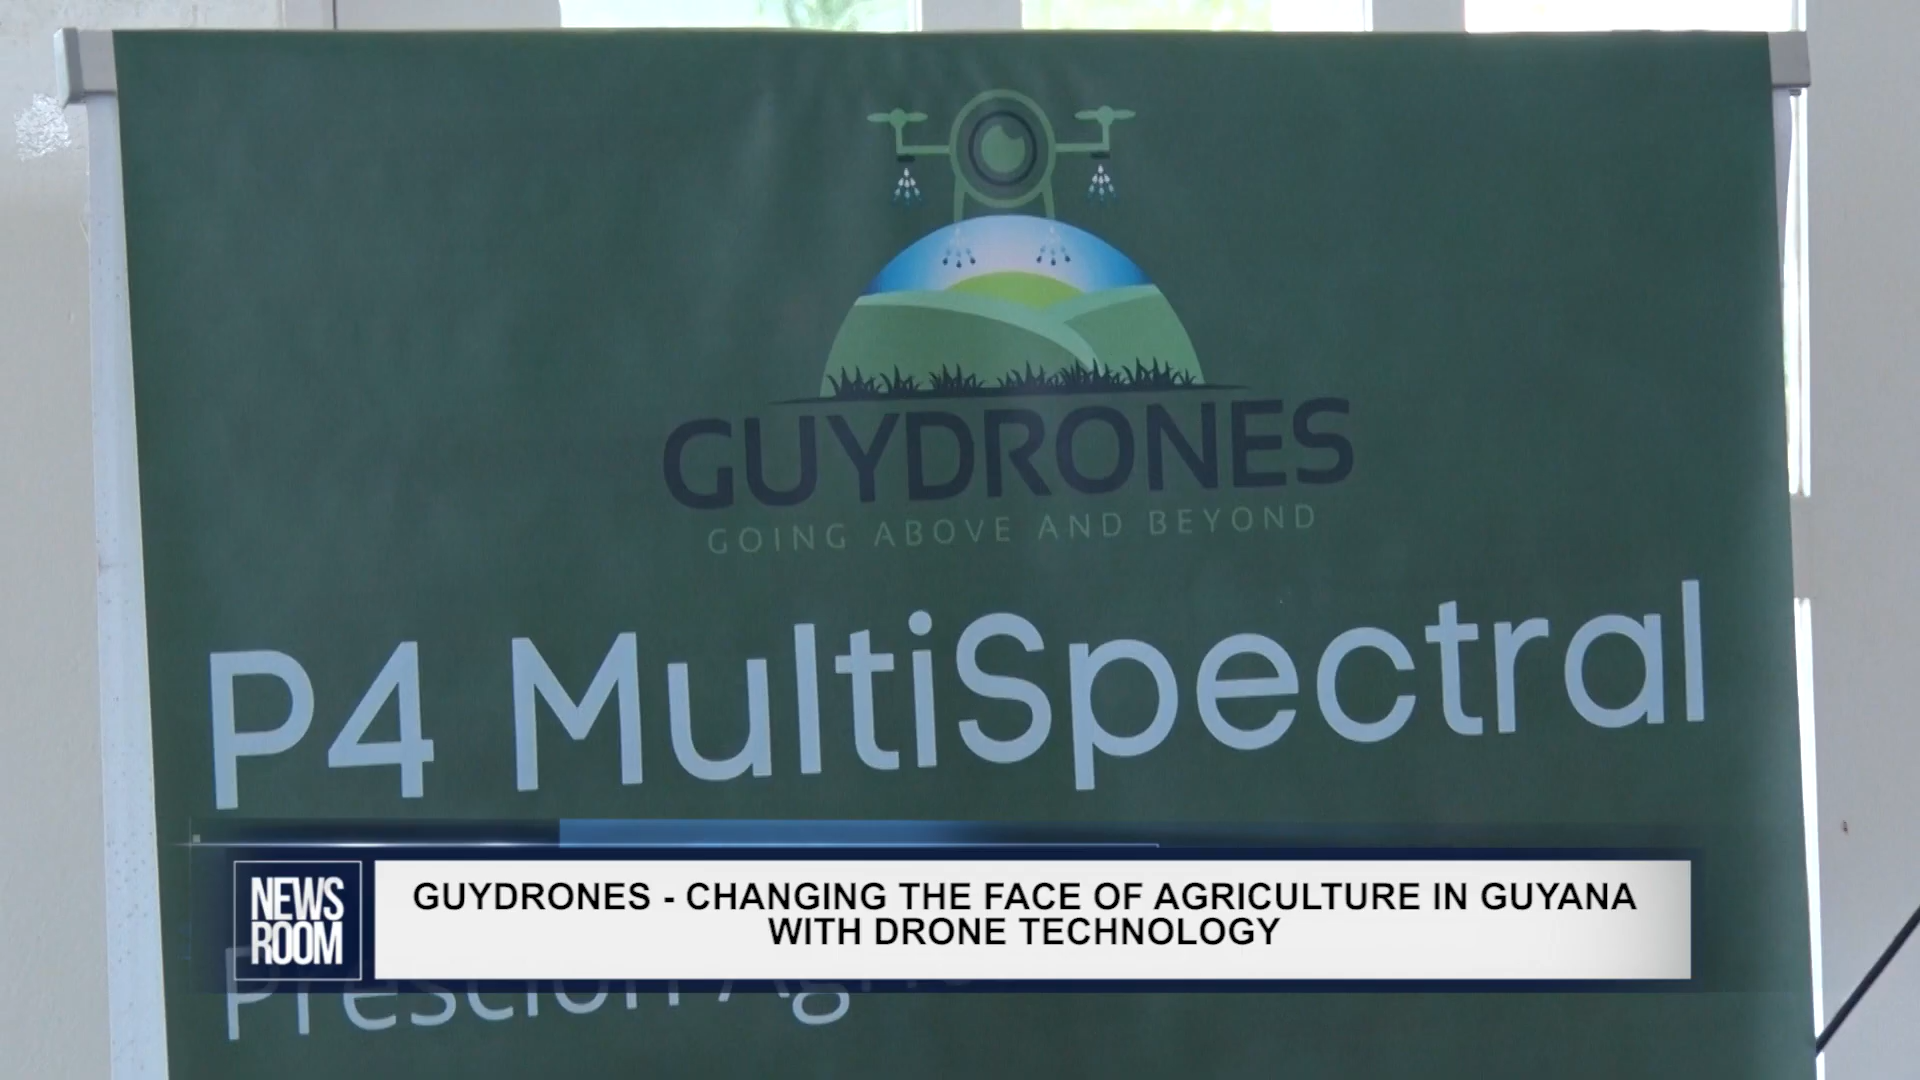 GUYDRONES
GOING ABOVE AND BEYOND
P4 MultiSpectral
NEWS
ROOM
GUYDRONES - CHANGING THE FACE OF AGRICULTURE IN GUYANA
WITH DRONE TECHNOLOGY